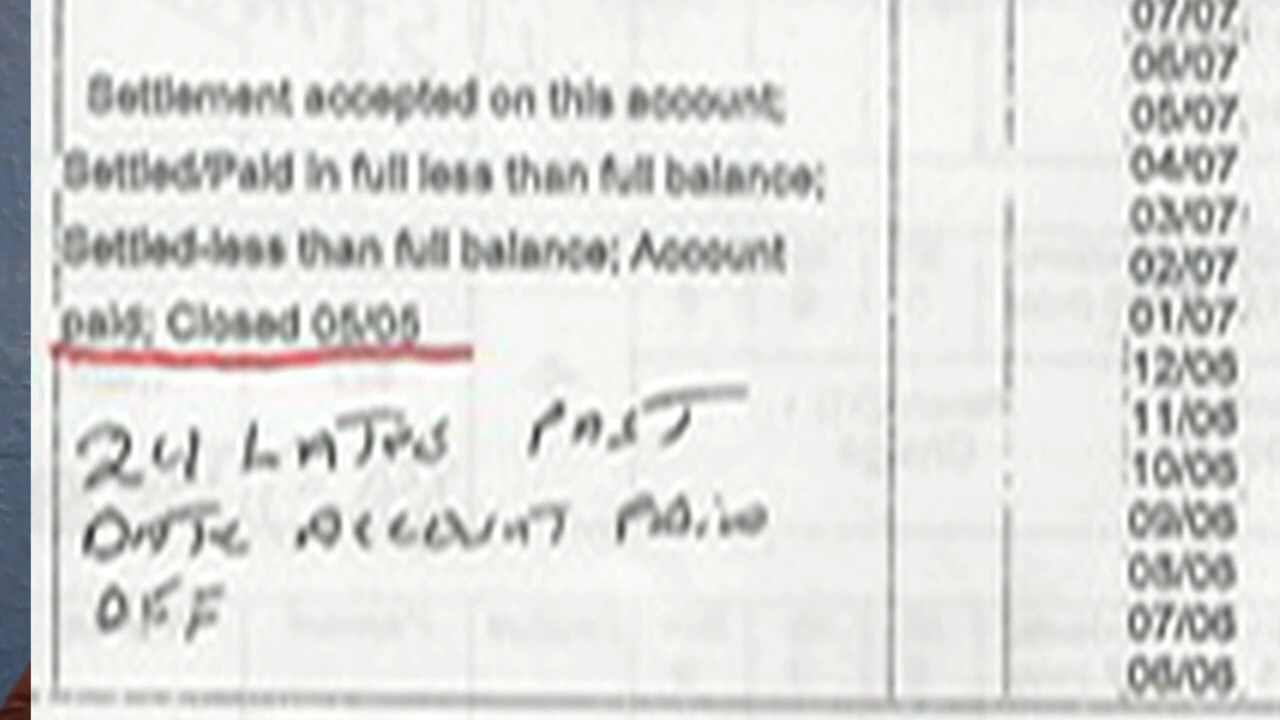 Settlement accepted on this account;
Settled/Paid in full less than full balance;
Settled-less than full balance; Account
paid; Closed 05/05
24 LATES PAST
DATE ACCOUNT PAID
OFF
07/07
06/07
05/07
04/07
03/07
02/07
01/07
12/06
11/06
10/06
09/06
08/06
07/06
06/06